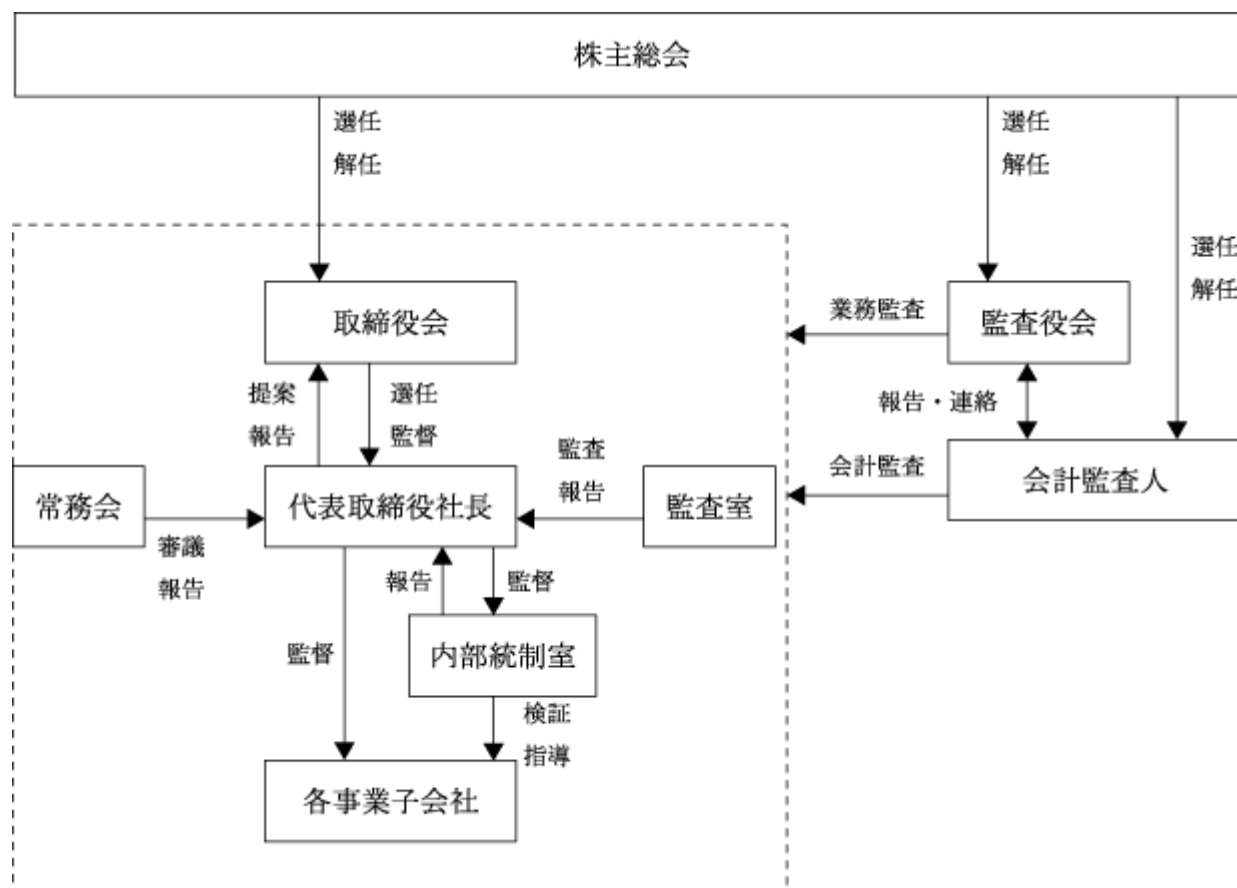 株主総会
選任
解任
選任
解任
選任
解任
取締役会
業務監査
監査役会
提案
報告
選任
監督
報告・連絡
監査
報告
会計監査
会計監査人
常務会
審議
報告
代表取締役社長
監査室
報告
監督
監督
内部統制室
検証
指導
各事業子会社